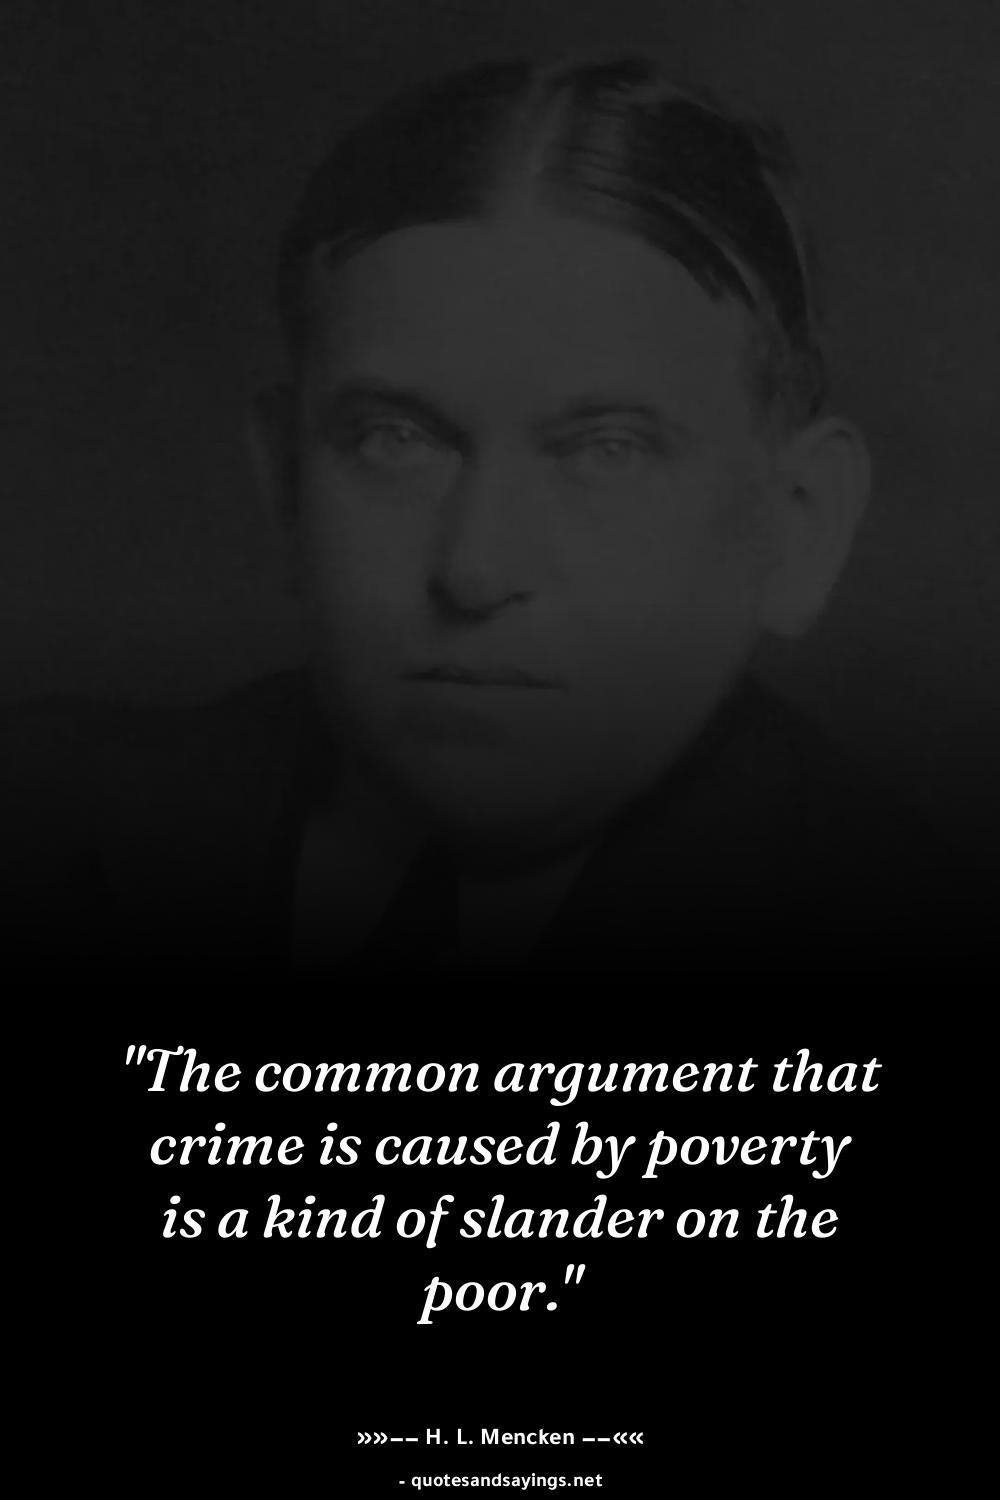 "The common argument that
crime is caused by poverty
is a kind of slander on the
poor."
»»−− H. L. Mencken −−««
- quotesandsayings.net